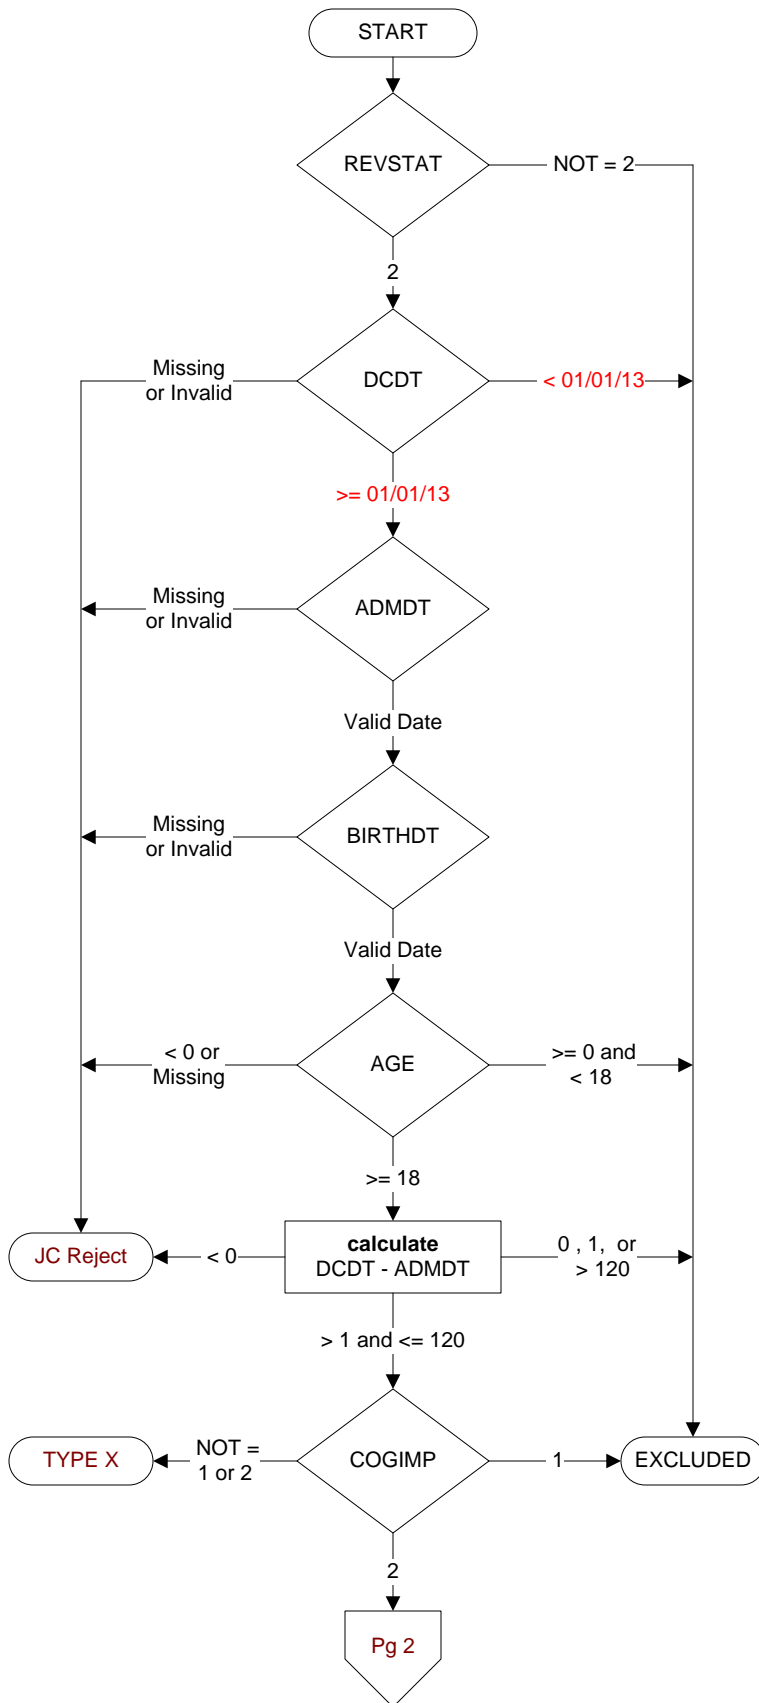 START
REVSTAT
NOT = 2
2
Missing
or Invalid
DCDT
< 01/01/13
>= 01/01/13
Missing
or Invalid
ADMDT
Valid Date
Missing
or Invalid
BIRTHDT
Valid Date
< 0 or
Missing
AGE
>= 0 and
< 18
>= 18
JC Reject
< 0
calculate
DCDT - ADMDT
0 , 1, or
> 120
> 1 and <= 120
TYPE X
NOT =
1 or 2
COGIMP
1
EXCLUDED
2
Pg 2